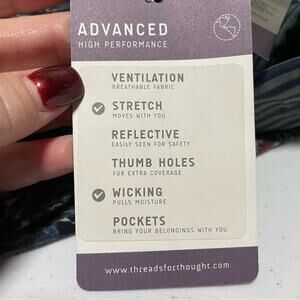 ADVANCED
HIGH PERFORMANCE
VENTILATION
BREATHABLE FABRIC
STRETCH
MOVES WITH YOU
REFLECTIVE
EASILY SEEN FOR SAFETY
THUMB HOLES
FOR EXTRA COVERAGE
WICKING
PULLS MOISTURE
POCKETS
BRING YOUR BELONGINGS WITH YOU
www.threadsforthought.com